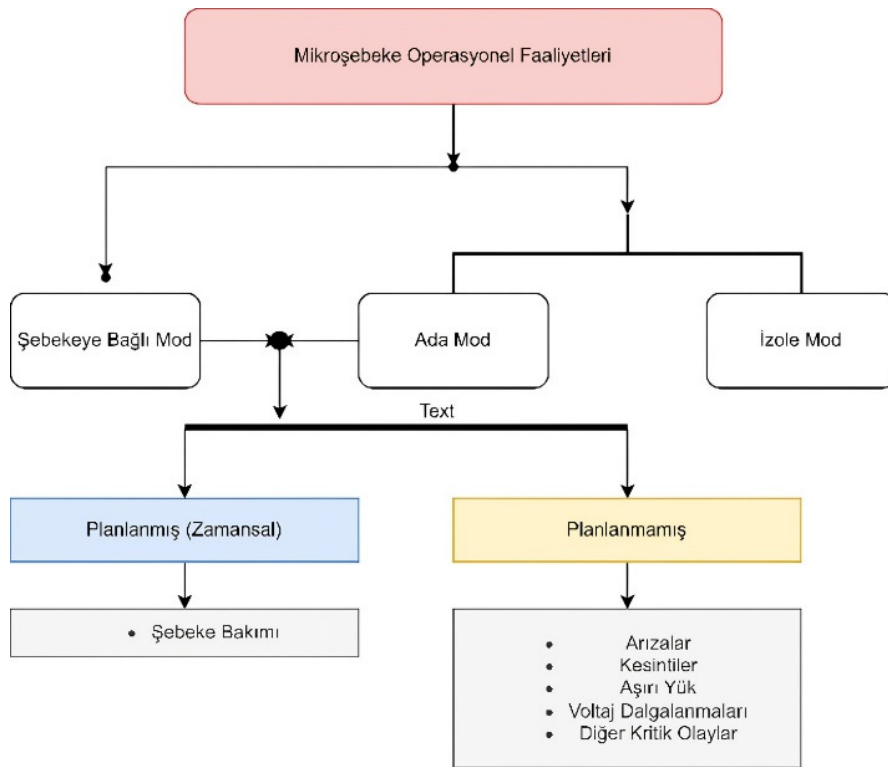 Mikroşebeke Operasyonel Faaliyetleri
Şebekeye Bağlı Mod
Ada Mod
İzole Mod
Text
Planlanmış (Zamansal)
Planlanmamış
• Şebeke Bakımı
• Arızalar
• Kesintiler
• Aşırı Yük
• Voltaj Dalgalanmaları
• Diğer Kritik Olaylar